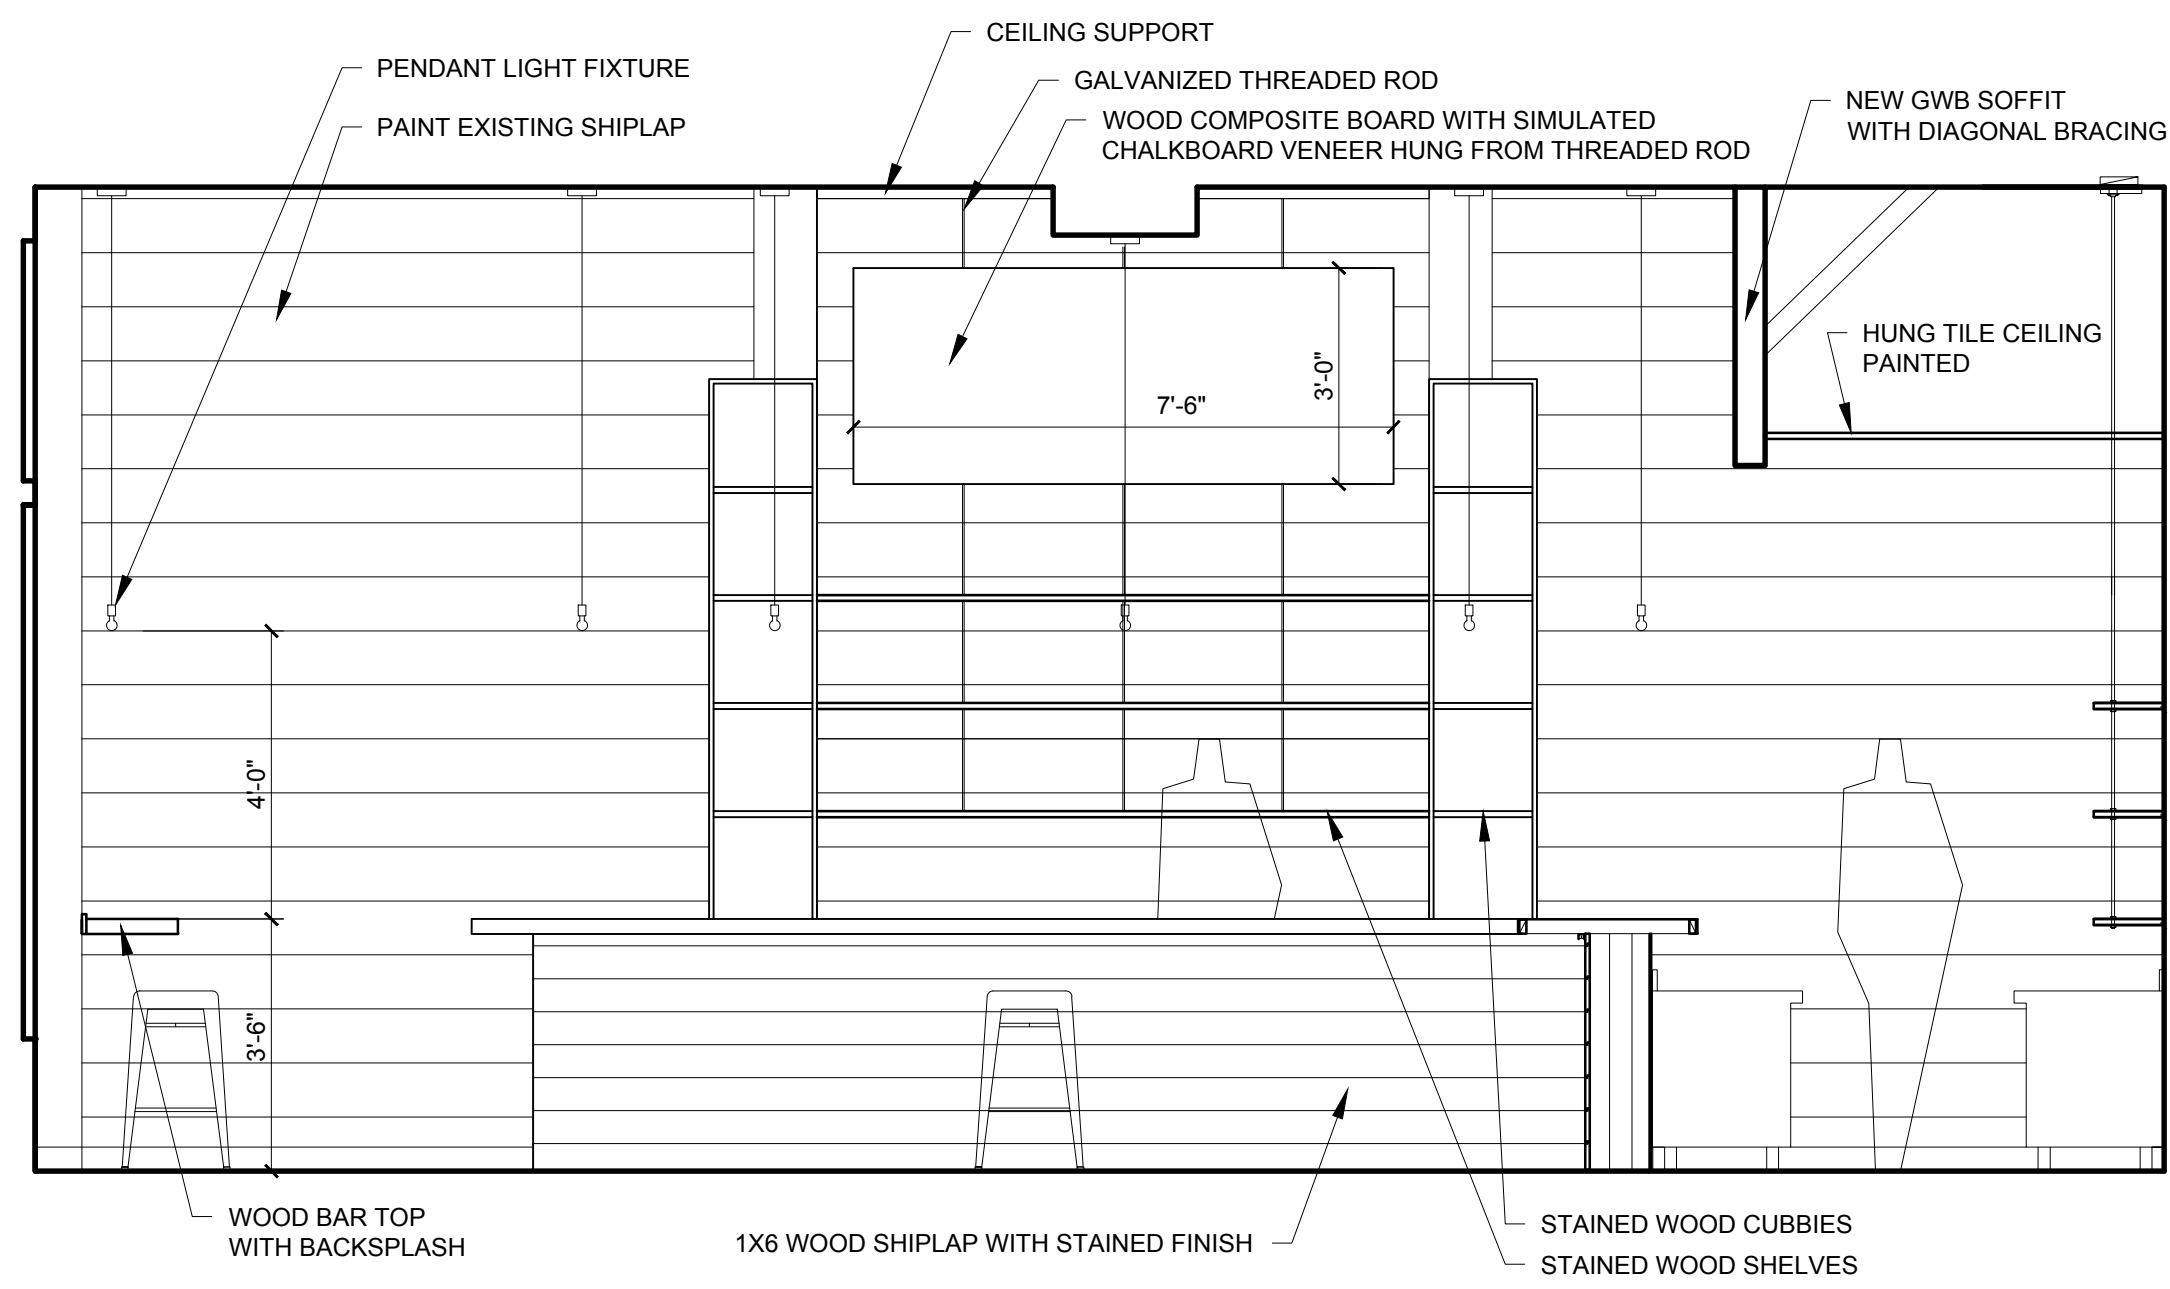 CEILING SUPPORT
PENDANT LIGHT FIXTURE
GALVANIZED THREADED ROD
NEW GWB SOFFIT
WITH DIAGONAL BRACING
PAINT EXISTING SHIPLAP
WOOD COMPOSITE BOARD WITH SIMULATED
CHALKBOARD VENEER HUNG FROM THREADED ROD
HUNG TILE CEILING
PAINTED
3'-0"
7'-6"
4'-0"
3'-6"
WOOD BAR TOP
WITH BACKSPLASH
1X6 WOOD SHIPLAP WITH STAINED FINISH
STAINED WOOD CUBBIES
STAINED WOOD SHELVES